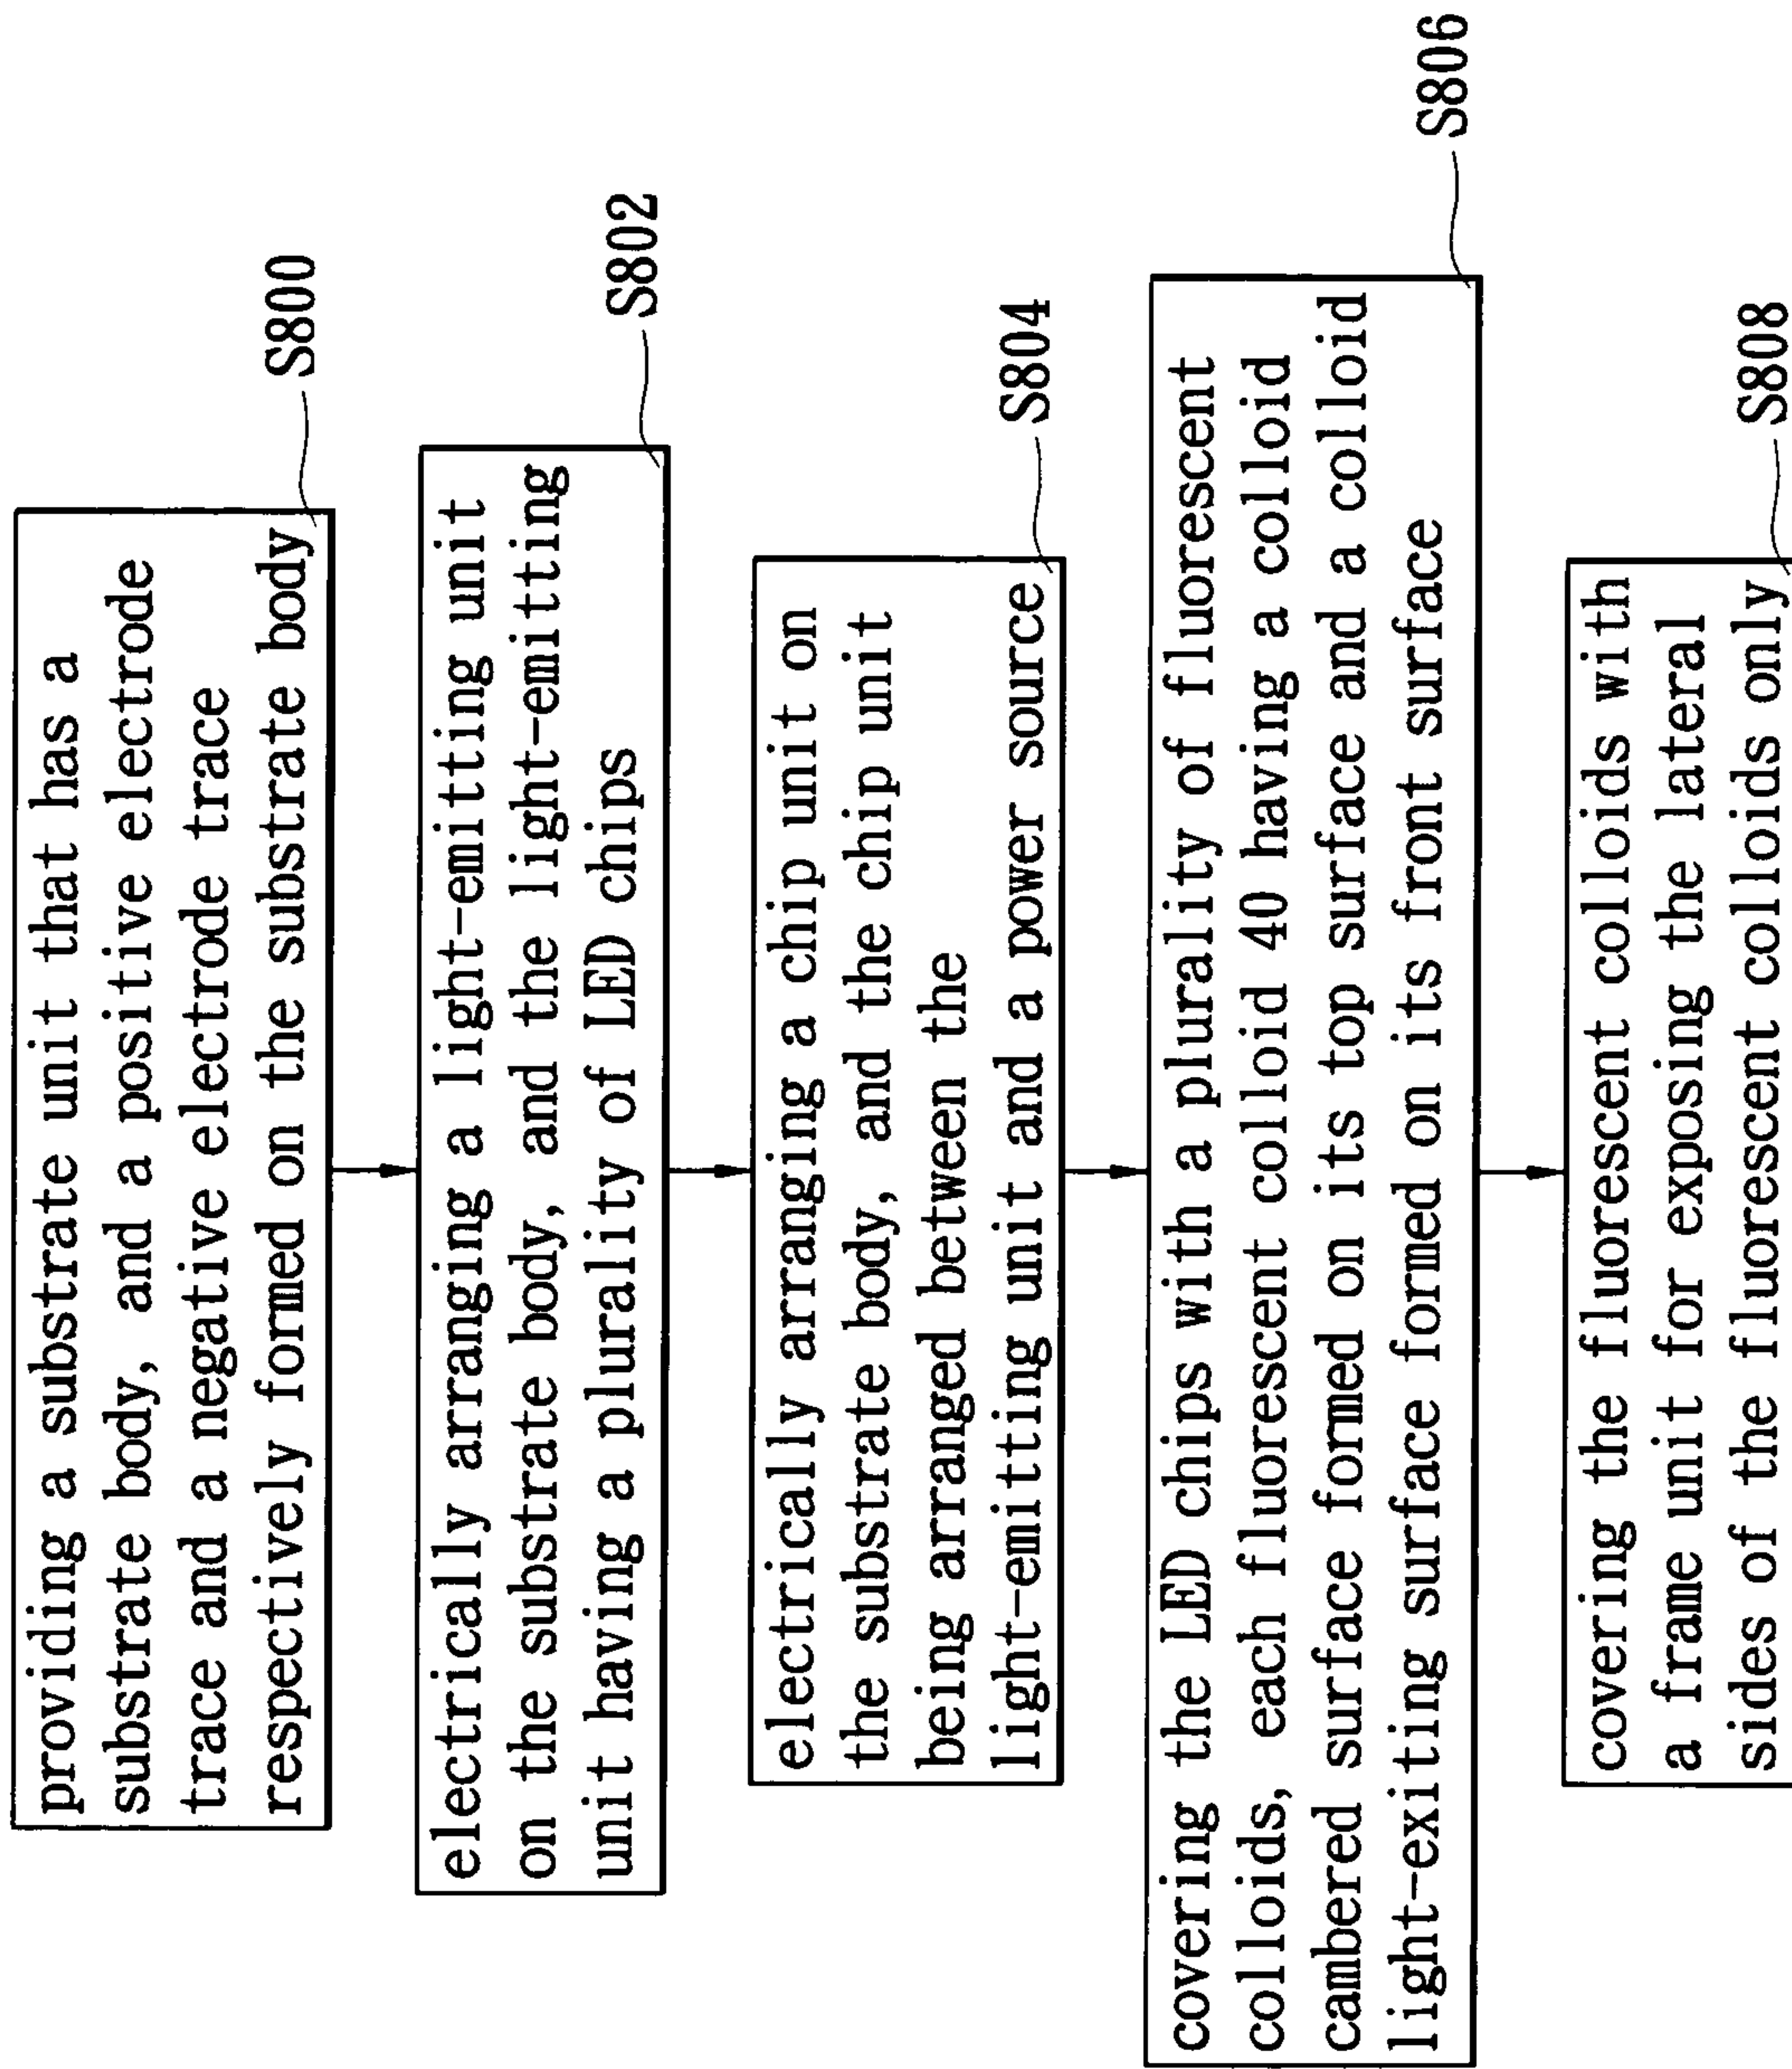 providing a substrate unit that has a
substrate body, and a positive electrode
trace and a negative electrode trace
respectively formed on the substrate body
S800
electrically arranging a light-emitting unit
on the substrate body, and the light-emitting
unit having a plurality of LED chips
S802
electrically arranging a chip unit on
the substrate body, and the chip unit
being arranged between the
light-emitting unit and a power source
S804
covering the LED chips with a plurality of fluorescent
colloids, each fluorescent colloid 40 having a colloid
cambered surface formed on its top surface and a colloid
light-exiting surface formed on its front surface
S806
covering the fluorescent colloids with
a frame unit for exposing the lateral
sides of the fluorescent colloids only
S808